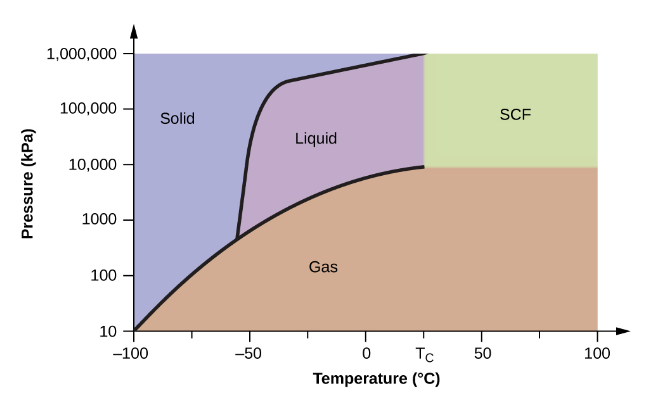 1,000,000
100,000
10,000
1000
100
10
Pressure (kPa)
Solid
Liquid
SCF
Gas
–100
–50
0
TC
50
100
Temperature (°C)